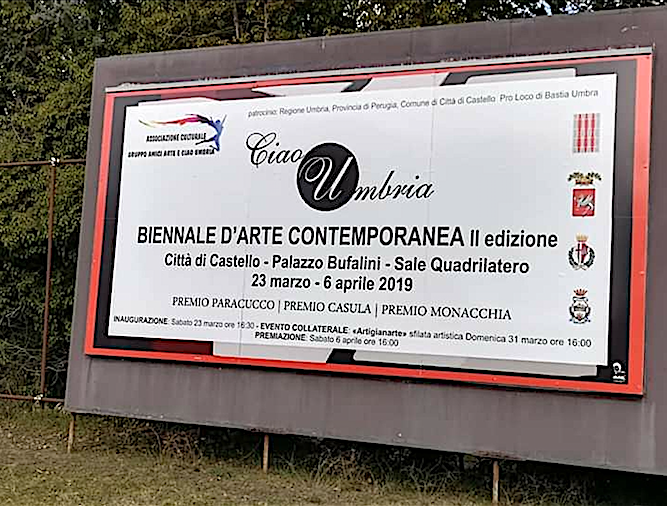 patrocinio: Regione Umbria, Provincia di Perugia, Comune di Città di Castello Pro Loco di Bastia Umbra
ASSOCIAZIONE CULTURALE
GRUPPO AMICI ARTE E CIAO UMBRIA
Ciao
Umbria
BIENNALE D'ARTE CONTEMPORANEA II edizione
Città di Castello - Palazzo Bufalini - Sale Quadrilatero
23 marzo - 6 aprile 2019
PREMIO PARACUCCO | PREMIO CASULA | PREMIO MONACCHIA
INAUGURAZIONE: Sabato 23 marzo ore 16:30 - EVENTO COLLATERALE: «Artigianarte» sfilata artistica Domenica 31 marzo ore 16:00
PREMIAZIONE: Sabato 6 aprile ore 16:00